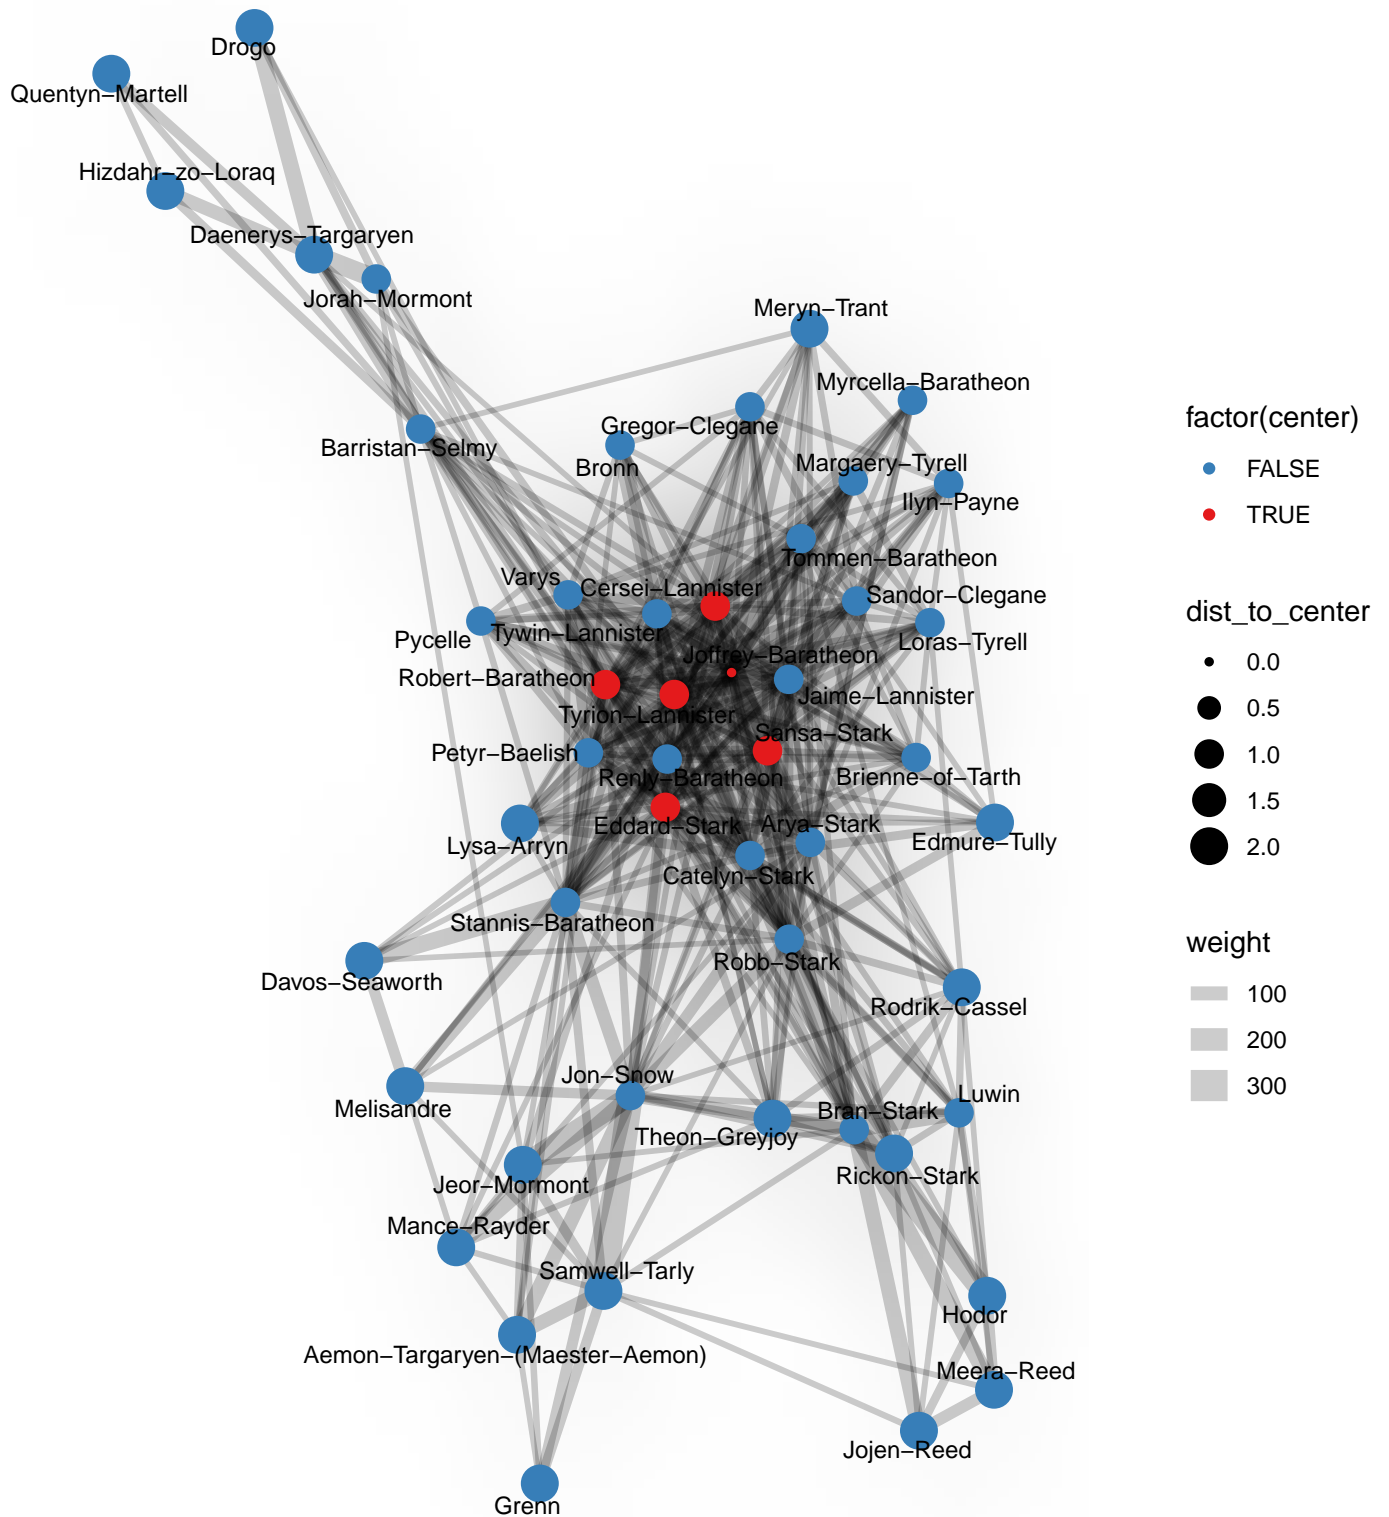 Drogo
Quentyn−Martell
Hizdahr−zo−Loraq
Daenerys−Targaryen
Jorah−Mormont
Meryn−Trant
Myrcella−Baratheon
Gregor−Clegane
Barristan−Selmy
Bronn
Margaery−Tyrell
Ilyn−Payne
Tommen−Baratheon
Varys
Cersei−Lannister
Sandor−Clegane
Pycelle
Tywin−Lannister
Loras−Tyrell
Joffrey−Baratheon
Robert−Baratheon
Jaime−Lannister
Tyrion−Lannister
Sansa−Stark
Petyr−Baelish
Renly−Baratheon
Brienne−of−Tarth
Eddard−Stark
Arya−Stark
Lysa−Arryn
Edmure−Tully
Catelyn−Stark
Stannis−Baratheon
Robb−Stark
Davos−Seaworth
Rodrik−Cassel
Jon−Snow
Luwin
Melisandre
Theon−Greyjoy
Bran−Stark
Jeor−Mormont
Rickon−Stark
Mance−Rayder
Samwell−Tarly
Hodor
Aemon−Targaryen−(Maester−Aemon)
Meera−Reed
Jojen−Reed
Grenn
factor(center)
FALSE
TRUE
dist_to_center
0.0
0.5
1.0
1.5
2.0
weight
100
200
300